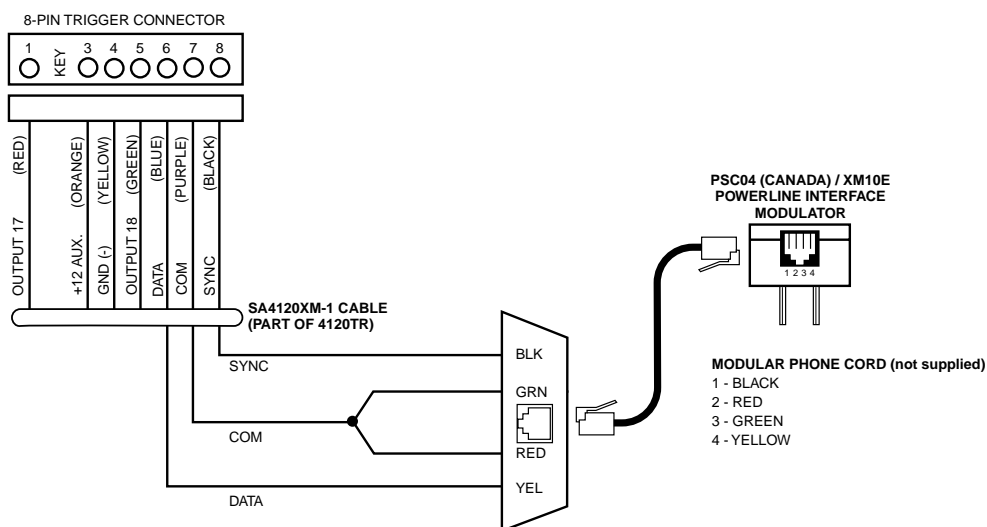 8-PIN TRIGGER CONNECTOR
1 KEY 3 4 5 6 7 8
OUTPUT 17 (RED)
+12 AUX. (ORANGE)
GND (-) (YELLOW)
OUTPUT 18 (GREEN)
DATA (BLUE)
COM (PURPLE)
SYNC (BLACK)
SA4120XM-1 CABLE
(PART OF 4120TR)
SYNC
COM
DATA
BLK
GRN
RED
YEL
PSC04 (CANADA) / XM10E
POWERLINE INTERFACE
MODULATOR
1 2 3 4
MODULAR PHONE CORD (not supplied)
1 - BLACK
2 - RED
3 - GREEN
4 - YELLOW